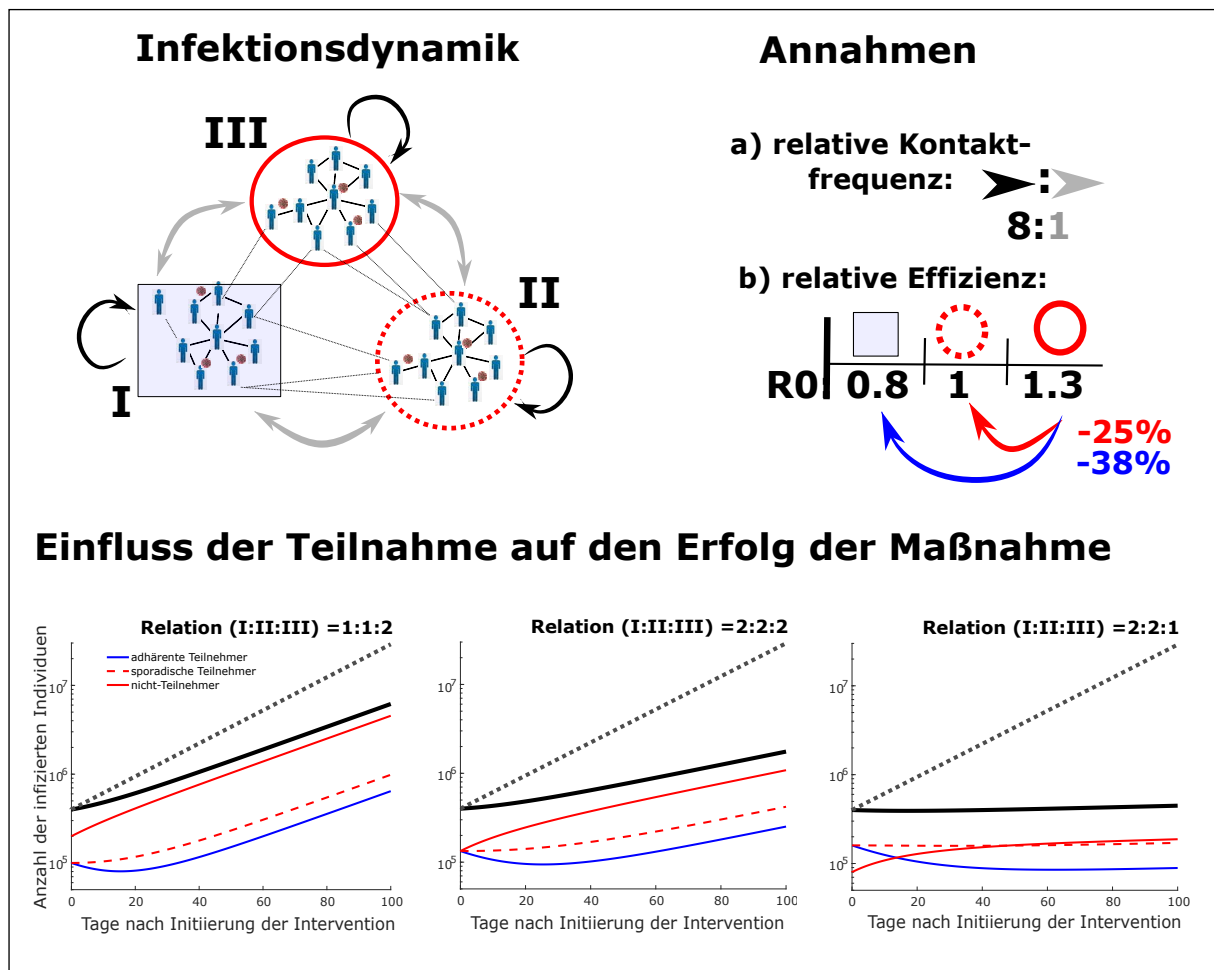 Infektionsdynamik
Annahmen
III
II
I
a) relative Kontakt-
frequenz:
:
8:1
b) relative Effizienz:
R0: 0.8 1 1.3
-25%
-38%
Einfluss der Teilnahme auf den Erfolg der Maßnahme
Anzahl der infizierten Individuen
Relation (I:II:III) =1:1:2
adhärente Teilnehmer
sporadische Teilnehmer
nicht-Teilnehmer
10^7
10^6
10^5
0 20 40 60 80 100
Tage nach Initiierung der Intervention
Relation (I:II:III) =2:2:2
10^7
10^6
10^5
0 20 40 60 80 100
Tage nach Initiierung der Intervention
Relation (I:II:III) =2:2:1
10^7
10^6
10^5
0 20 40 60 80 100
Tage nach Initiierung der Intervention